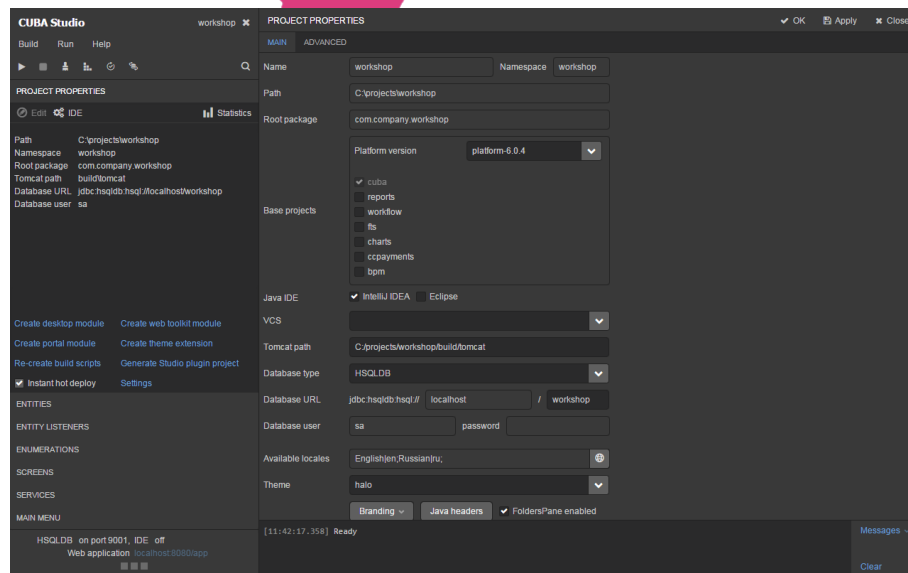 CUBA Studio
workshop ✖
Build Run Help
PROJECT PROPERTIES
Edit IDE Statistics
Path C:\projects\workshop
Namespace workshop
Root package com.company.workshop
Tomcat path build\tomcat
Database URL jdbc:hsqldb:hsql://localhost/workshop
Database user sa
Create desktop module Create web toolkit module
Create portal module Create theme extension
Re-create build scripts Generate Studio plugin project
Instant hot deploy Settings
ENTITIES
ENTITY LISTENERS
ENUMERATIONS
SCREENS
SERVICES
MAIN MENU
HSQLDB on port 9001, IDE off
Web application localhost:8080/app
PROJECT PROPERTIES
OK Apply Close
MAIN ADVANCED
Name workshop Namespace workshop
Path C:\projects\workshop
Root package com.company.workshop
Platform version platform-6.0.4
Base projects
cuba
reports
workflow
fts
charts
ccpayments
bpm
Java IDE IntelliJ IDEA Eclipse
VCS
Tomcat path C:/projects/workshop/build/tomcat
Database type HSQLDB
Database URL jdbc:hsqldb:hsql:// localhost / workshop
Database user sa password
Available locales English|en;Russian|ru;
Theme halo
Branding Java headers FoldersPane enabled
[11:42:17.358] Ready
Messages
Clear